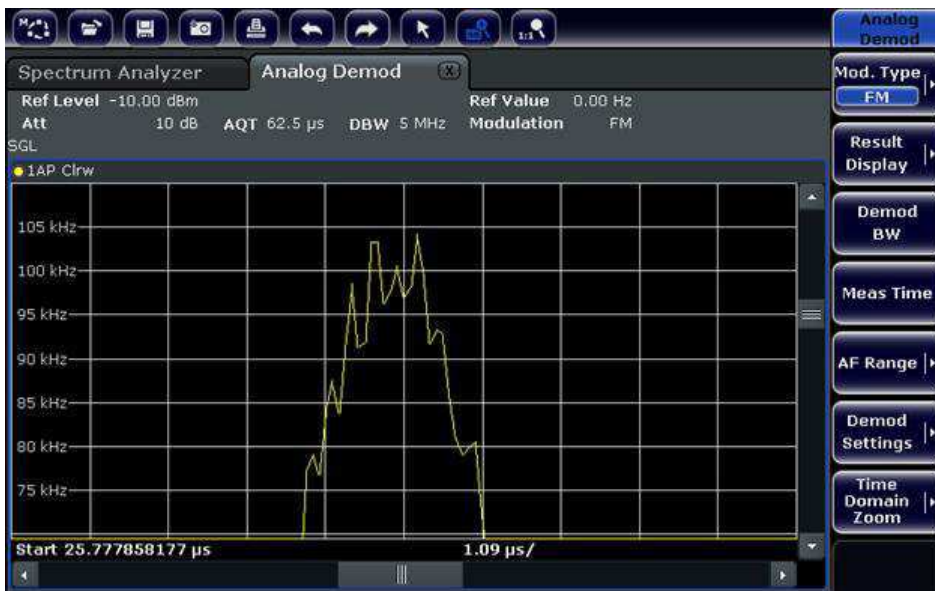 1:1
Analog
Demod
Spectrum Analyzer
Analog Demod
X
Mod. Type
FM
Ref Level -10.00 dBm
Ref Value 0.00 Hz
Att 10 dB AQT 62.5 µs DBW 5 MHz Modulation FM
SGL
1AP Clrw
Result
Display
105 kHz
Demod
BW
100 kHz
Meas Time
95 kHz
90 kHz
AF Range
85 kHz
Demod
Settings
80 kHz
75 kHz
Time
Domain
Zoom
Start 25.777858177 µs
1.09 µs/